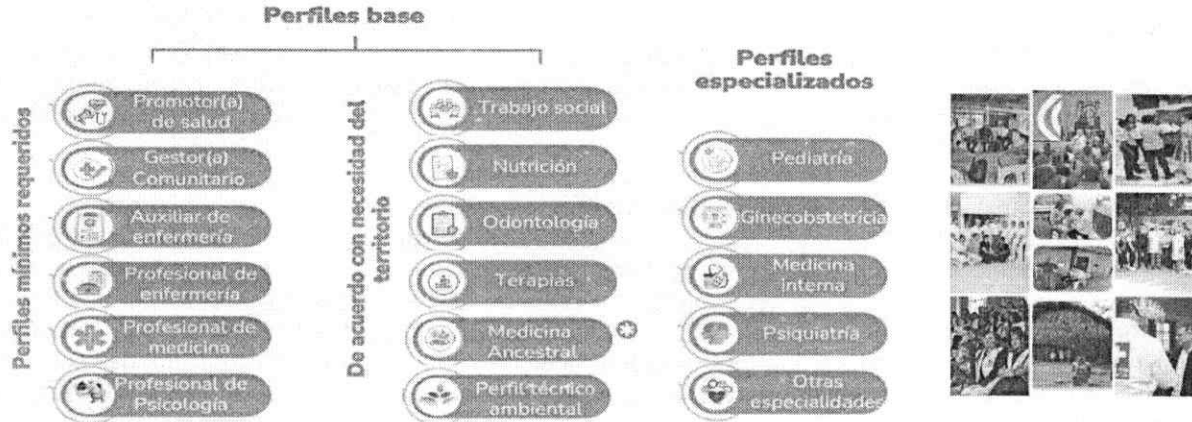 Perfiles base
Perfiles mínimos requeridos
Promotor(a)
de salud
Gestor(a)
Comunitario
Auxiliar de
enfermería
Profesional de
enfermería
Profesional de
medicina
Profesional de
Psicología
De acuerdo con necesidad del
territorio
Trabajo social
Nutrición
Odontología
Terapias
Medicina
Ancestral
Perfil técnico
ambiental
Perfiles
especializados
Pediatría
Ginecobstetricia
Medicina
Interna
Psiquiatría
Otras
especialidades